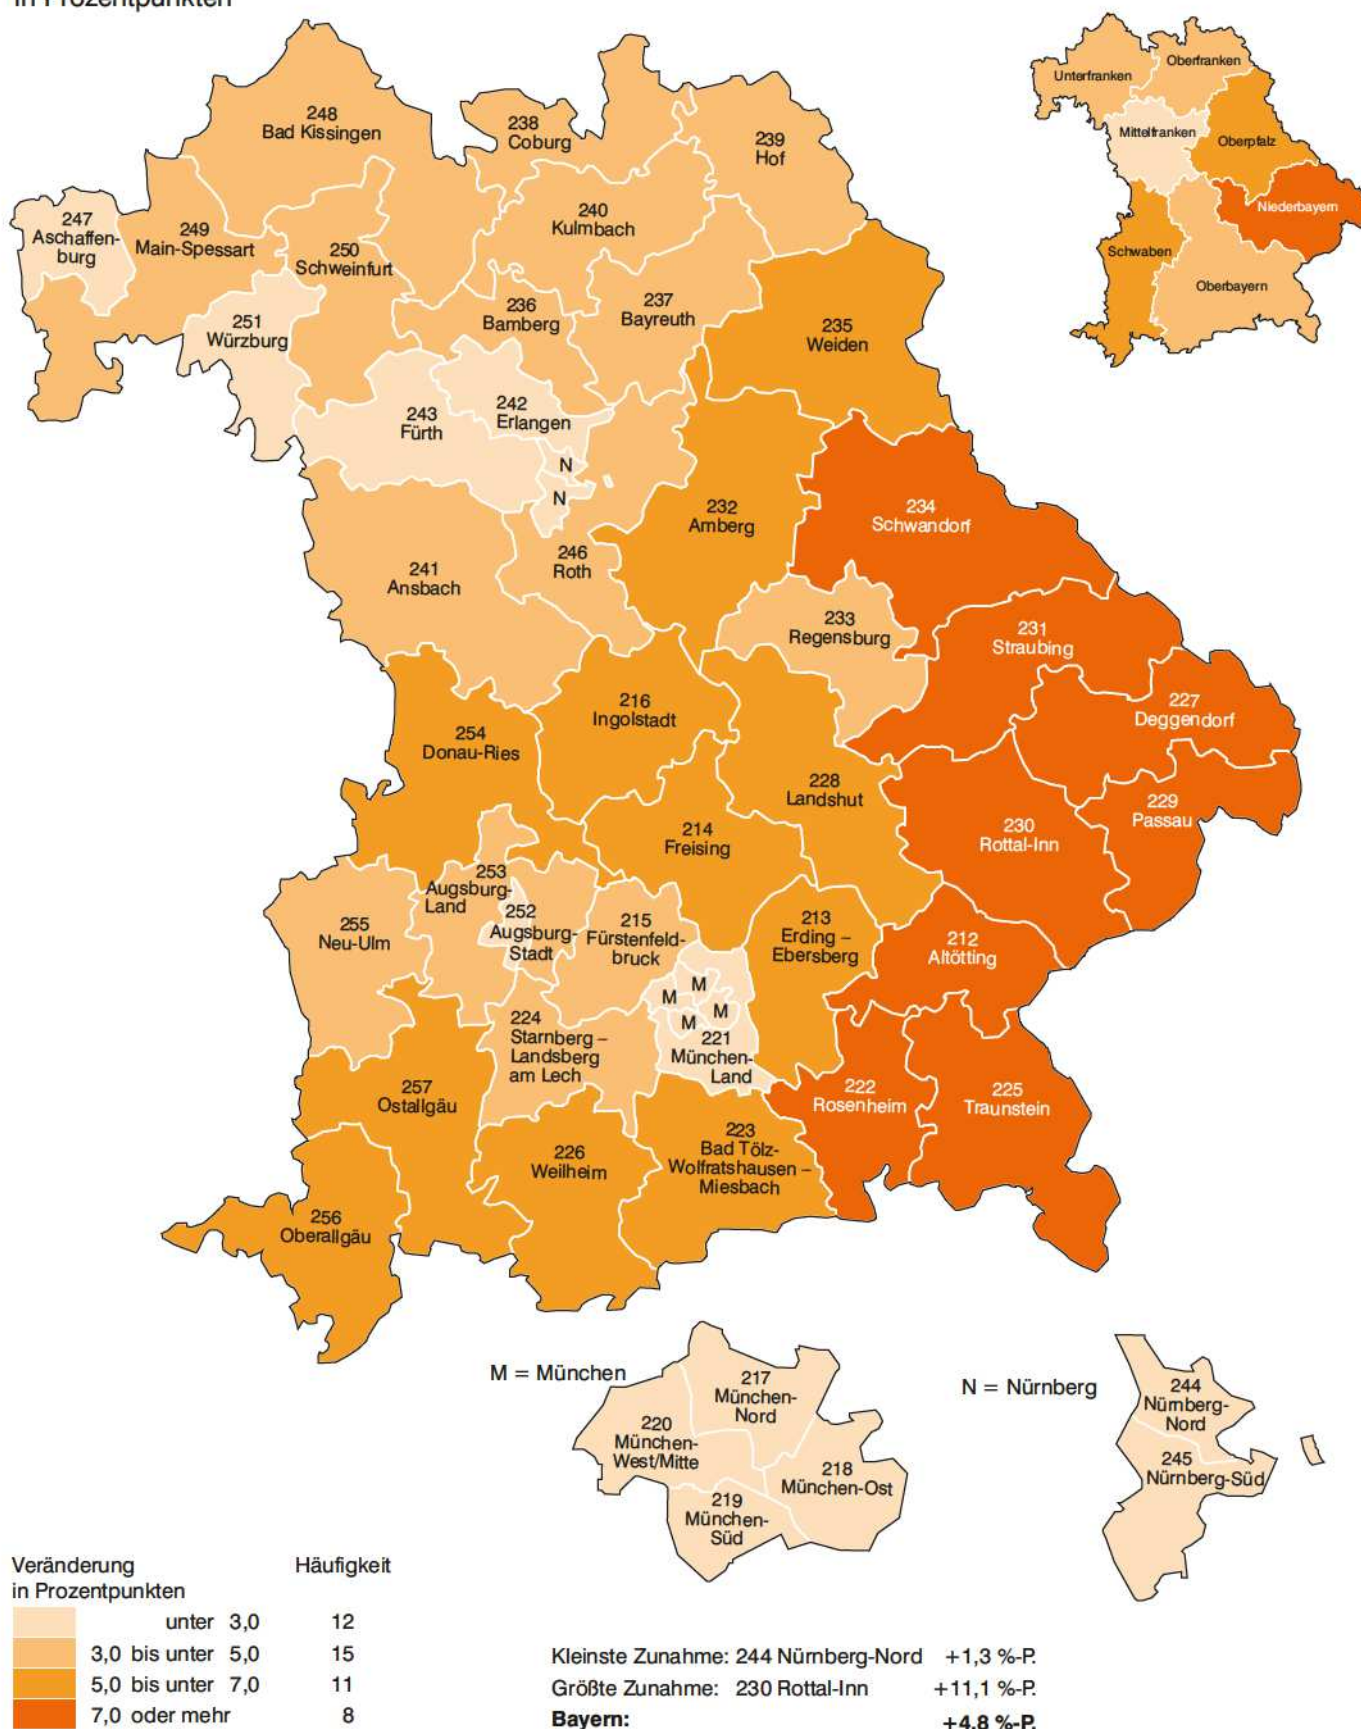 in Prozentpunkten
248
Bad Kissingen
238
Coburg
239
Hof
247
Aschaffen-
burg
249
Main-Spessart
250
Schweinfurt
240
Kulmbach
251
Würzburg
236
Bamberg
237
Bayreuth
235
Weiden
243
Fürth
242
Erlangen
N
N
232
Amberg
234
Schwandorf
241
Ansbach
246
Roth
233
Regensburg
231
Straubing
227
Deggendorf
216
Ingolstadt
254
Donau-Ries
228
Landshut
229
Passau
230
Rottal-Inn
214
Freising
253
Augsburg-
Land
252
Augsburg-
Stadt
255
Neu-Ulm
215
Fürstenfeld-
bruck
213
Erding –
Ebersberg
212
Altötting
M
M
M
M
221
München-
Land
224
Starnberg –
Landsberg
am Lech
257
Ostallgäu
222
Rosenheim
225
Traunstein
226
Weilheim
223
Bad Tölz-
Wolfratshausen –
Miesbach
256
Oberallgäu
Unterfranken
Oberfranken
Mittelfranken
Oberpfalz
Niederbayern
Schwaben
Oberbayern
M = München
217
München-
Nord
220
München-
West/Mitte
218
München-Ost
219
München-
Süd
N = Nürnberg
244
Nürnberg-
Nord
245
Nürnberg-Süd
Veränderung Häufigkeit
in Prozentpunkten
unter 3,0 12
3,0 bis unter 5,0 15
5,0 bis unter 7,0 11
7,0 oder mehr 8
Kleinste Zunahme: 244 Nürnberg-Nord +1,3 %-P.
Größte Zunahme: 230 Rottal-Inn +11,1 %-P.
Bayern: +4,8 %-P.